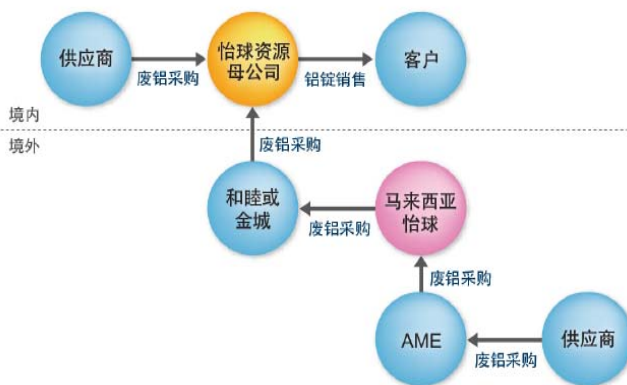 供应商
废铝采购
怡球资源
母公司
铝锭销售
客户
境内
境外
废铝采购
和睦或
金城
废铝采购
马来西亚
怡球
废铝采购
AME
废铝采购
供应商